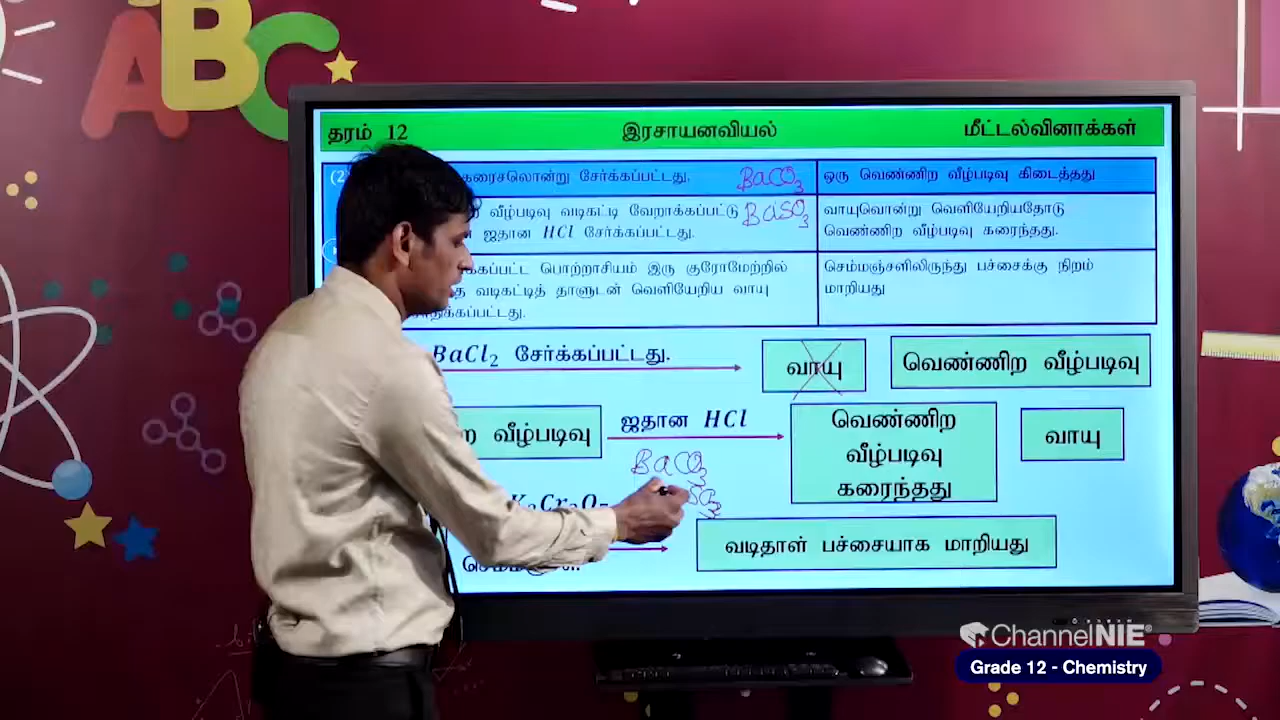 ABC
தரம் 12 இரசாயனவியல் மீட்டல்வினாக்கள்
(2) கரைசலொன்று சேர்க்கப்பட்டது. BaCO₃ ஒரு வெண்ணிற வீழ்படிவு கிடைத்தது
வீழ்படிவு வடிகட்டி வேறாக்கப்பட்டு BaSO₃ வாயுவொன்று வெளியேறியதோடு
ஐதான HCl சேர்க்கப்பட்டது. வெண்ணிற வீழ்படிவு கரைந்தது.
பொற்றாசியம் இரு குரோமேற்றில் செம்மஞ்சளிலிருந்து பச்சைக்கு நிறம்
வடிகட்டித் தாளுடன் வெளியேறிய வாயு மாறியது
BaCl₂ சேர்க்கப்பட்டது. வாயு வெண்ணிற வீழ்படிவு
வீழ்படிவு ஐதான HCl வெண்ணிற
வீழ்படிவு
கரைந்தது வாயு
BaCO₃
வடிதாள் பச்சையாக மாறியது
ChannelNIE
Grade 12 - Chemistry